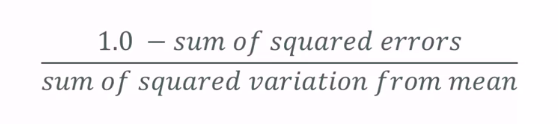 1.0 − sum of squared errors
sum of squared variation from mean